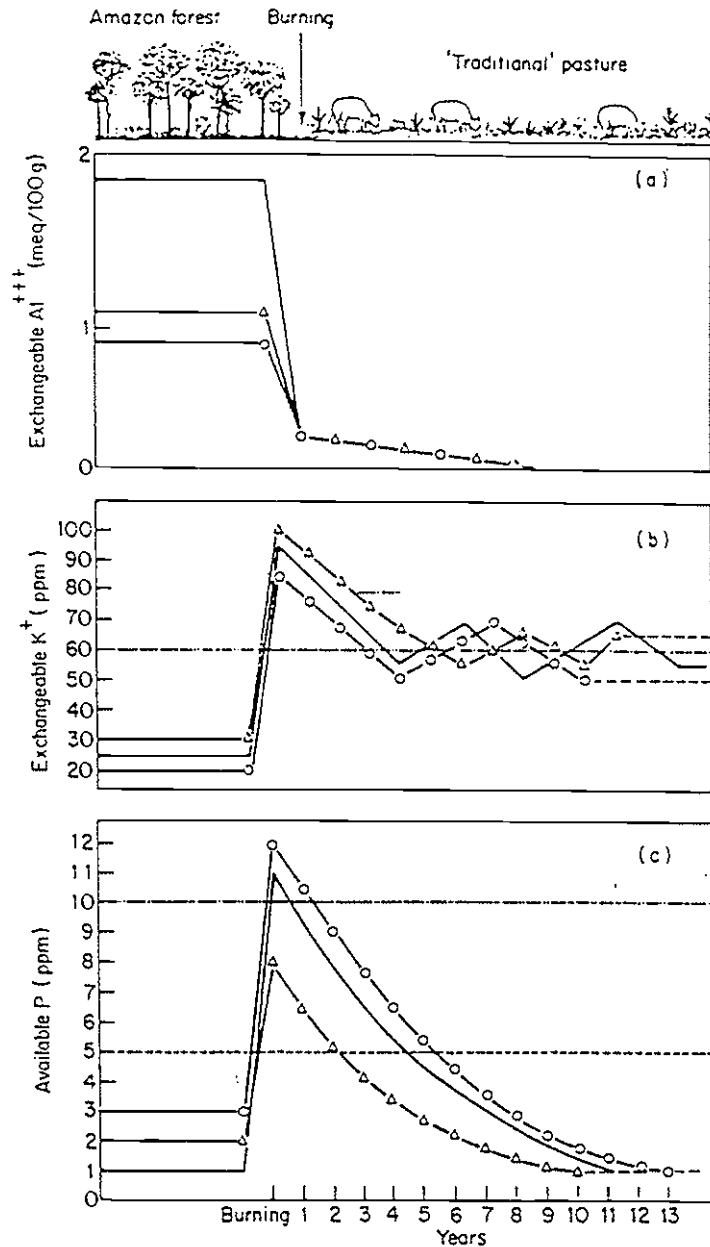 Amazon forest
Burning
'Traditional' pasture
(a)
Exchangeable Al+++ (meq/100g)
2
1
0
(b)
Exchangeable K+ (ppm)
100
90
80
70
60
50
40
30
20
(c)
Available P (ppm)
12
11
10
9
8
7
6
5
4
3
2
1
0
Burning 1 2 3 4 5 6 7 8 9 10 11 12 13
Years